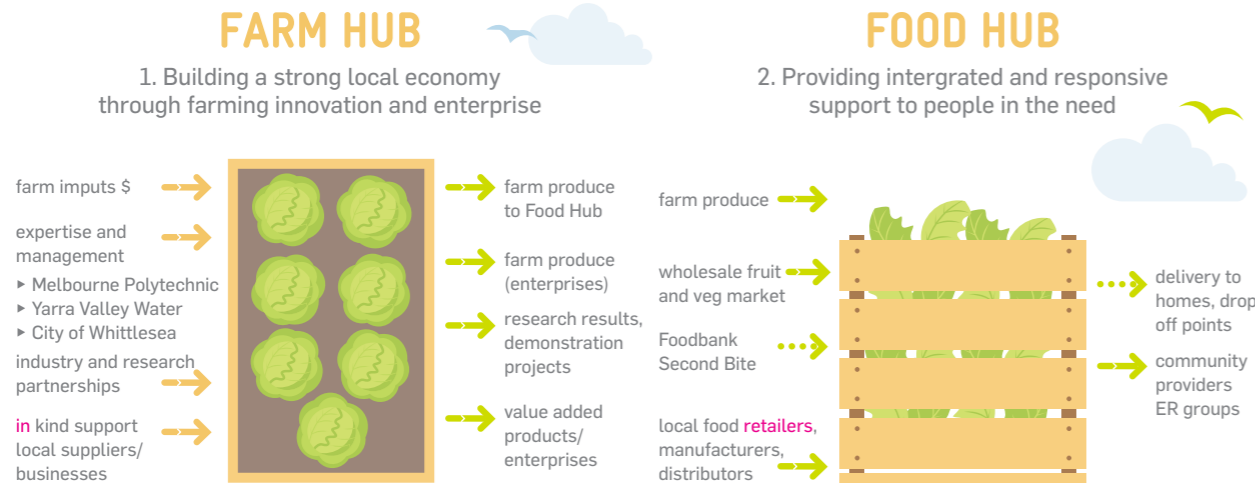 FARM HUB
1. Building a strong local economy
through farming innovation and enterprise
farm imputs $
expertise and
management
▸ Melbourne Polytechnic
▸ Yarra Valley Water
▸ City of Whittlesea
industry and research
partnerships
in kind support
local suppliers/
businesses
farm produce
to Food Hub
farm produce
(enterprises)
research results,
demonstration
projects
value added
products/
enterprises
FOOD HUB
2. Providing intergrated and responsive
support to people in the need
farm produce
wholesale fruit
and veg market
Foodbank
Second Bite
local food retailers,
manufacturers,
distributors
delivery to
homes, drop
off points
community
providers
ER groups